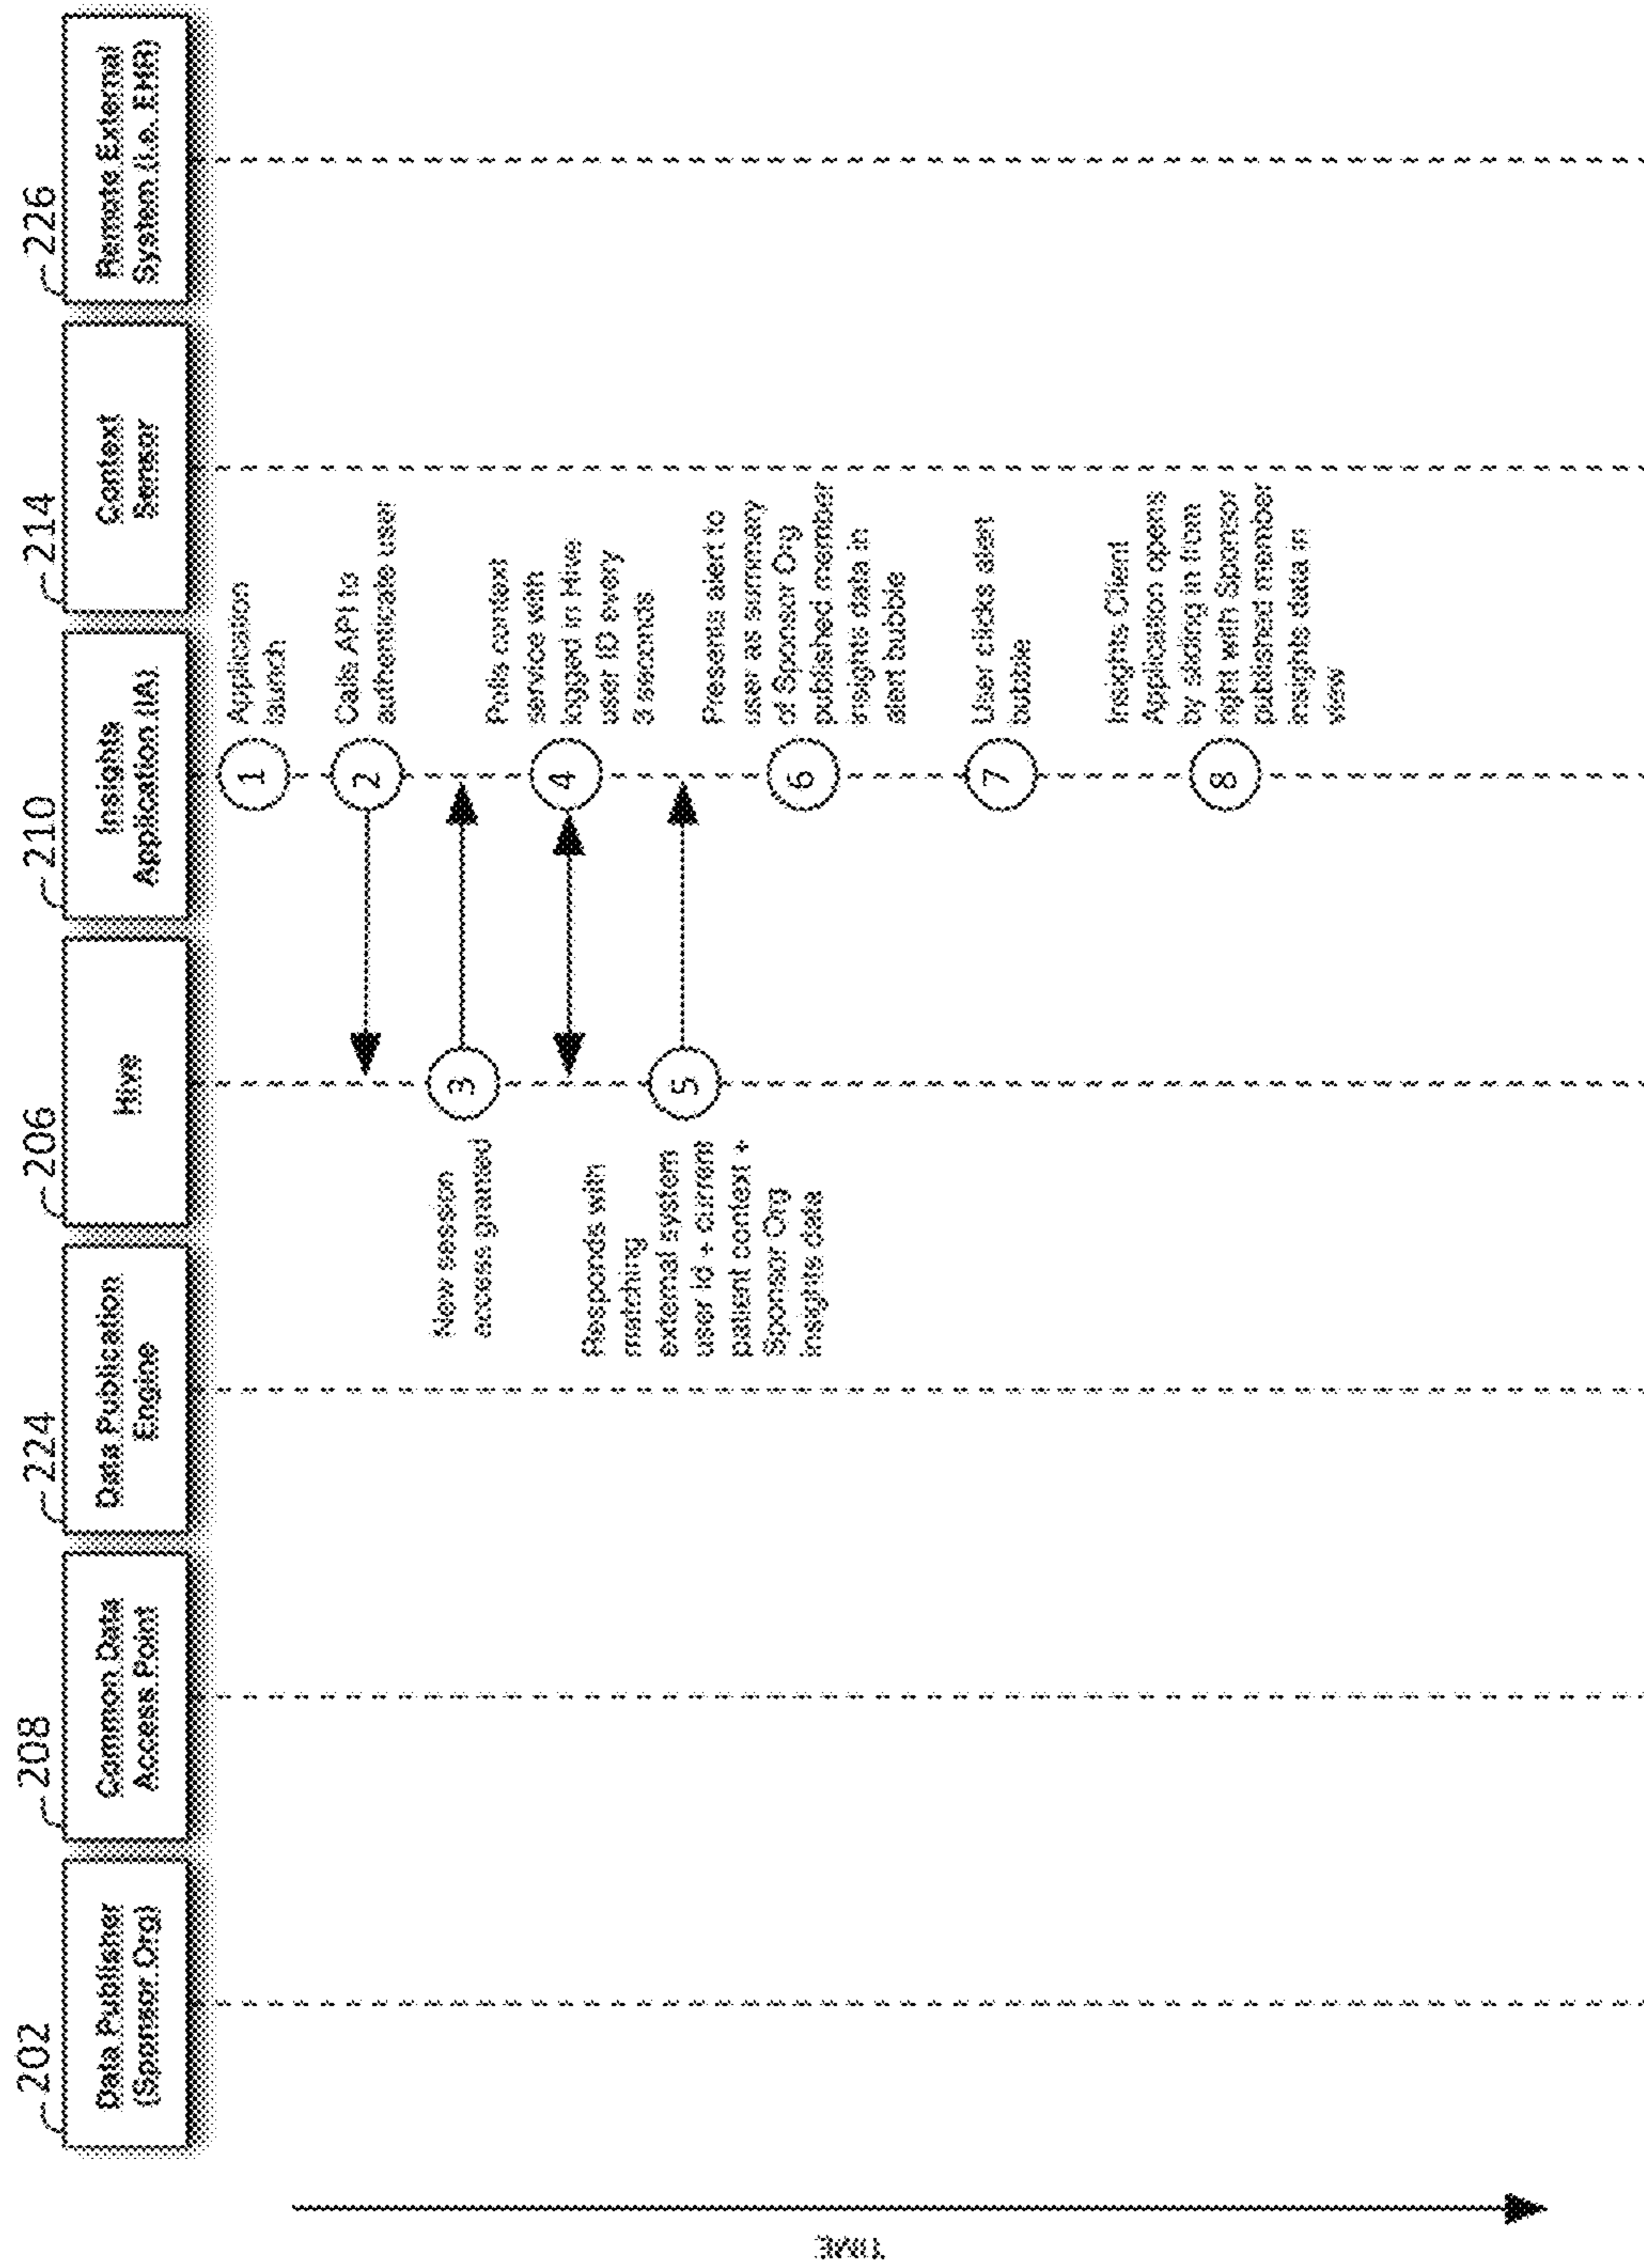 202
208
224
206
210
214
226
Data Publisher
(Sponsor Org)
Common Data
Access Point
Data Publication
Engine
Hive
Insights
Application (IA)
Context
Sensor
Remote External
System (i.e. EHR)
1
Application
launch
2
Calls API to
authenticate user
New session
access granted
3
4
Polls context
service with
logged in Hive
user ID every
3 seconds
Responds with
matching
external system
user id + current
patient context +
Sponsor Org
insights data
5
6
Presents alert to
user as summary
of Sponsor Org
published member
insights data in
alert bubble
7
User clicks alert
bubble
8
Insights Client
Application opens
by sliding in from
right with Sponsor
published member
insights data in
view
TIME